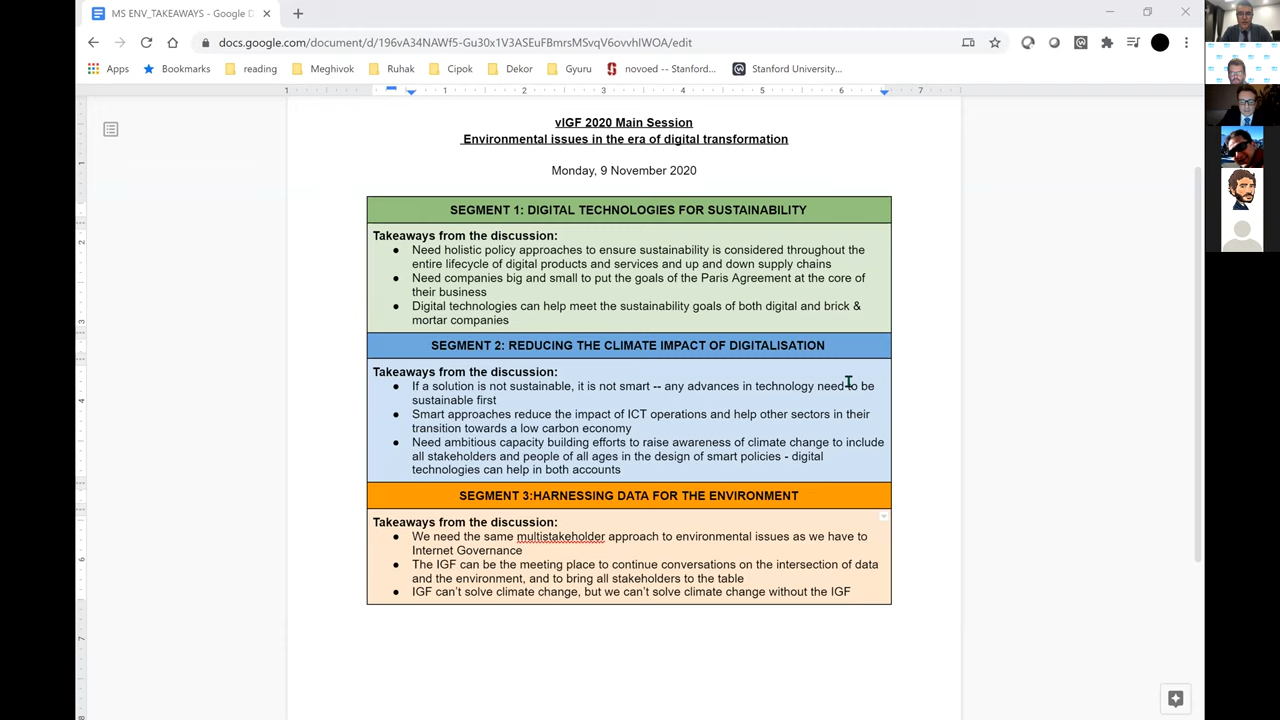 MS ENV_TAKEAWAYS - Google D
docs.google.com/document/d/196vA34NAWf5-Gu30x1V3ASEuFBmrsMSvqV6ovvhIWOA/edit
Apps Bookmarks reading Meghivok Ruhak Cipok uyuru novoed -- Stanford... Stanford University ...
1 1 2 3 4 5 6 7
vIGF 2020 Main Session
Environmental issues in the era of digital transformation
Monday, 9 November 2020
SEGMENT 1: DIGITAL TECHNOLOGIES FOR SUSTAINABILITY
Takeaways from the discussion:
● Need holistic policy approaches to ensure sustainability is considered throughout the
entire lifecycle of digital products and services and up and down supply chains
● Need companies big and small to put the goals of the Paris Agreement at the core of
their business
● Digital technologies can help meet the sustainability goals of both digital and brick &
mortar companies
SEGMENT 2: REDUCING THE CLIMATE IMPACT OF DIGITALISATION
Takeaways from the discussion:
● If a solution is not sustainable, it is not smart -- any advances in technology need to be
sustainable first
● Smart approaches reduce the impact of ICT operations and help other sectors in their
transition towards a low carbon economy
● Need ambitious capacity building efforts to raise awareness of climate change to include
all stakeholders and people of all ages in the design of smart policies - digital
technologies can help in both accounts
SEGMENT 3:HARNESSING DATA FOR THE ENVIRONMENT
Takeaways from the discussion:
● We need the same multistakeholder approach to environmental issues as we have to
Internet Governance
● The IGF can be the meeting place to continue conversations on the intersection of data
and the environment, and to bring all stakeholders to the table
● IGF can't solve climate change, but we can't solve climate change without the IGF